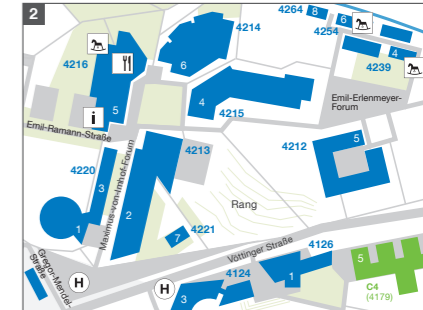 2
4264
8
6
4254
4214
4216
6
4
4239
5
i
4
4215
Emil-Erlenmeyer-
Forum
Emil-Ramann-Straße
4213
4212
5
4220
3
Maximus-von-Imhof-Forum
2
Rang
4221
7
1
Vöttinger Straße
4126
Gregor-Mendel-
Straße
H
H
4124
3
1
5
C4
(4179)